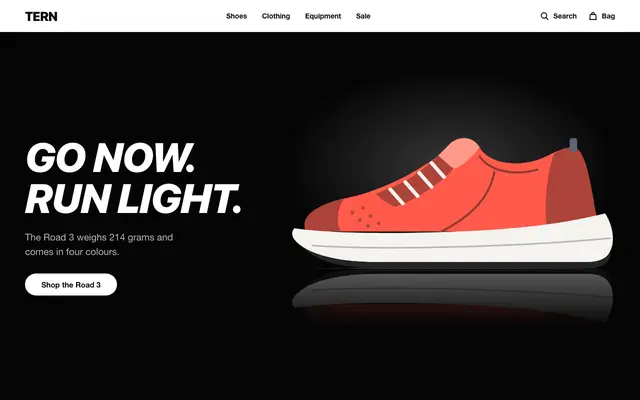 TERN
Shoes
Clothing
Equipment
Sale
Search
Bag
GO NOW.
RUN LIGHT.
The Road 3 weighs 214 grams and
comes in four colours.
Shop the Road 3